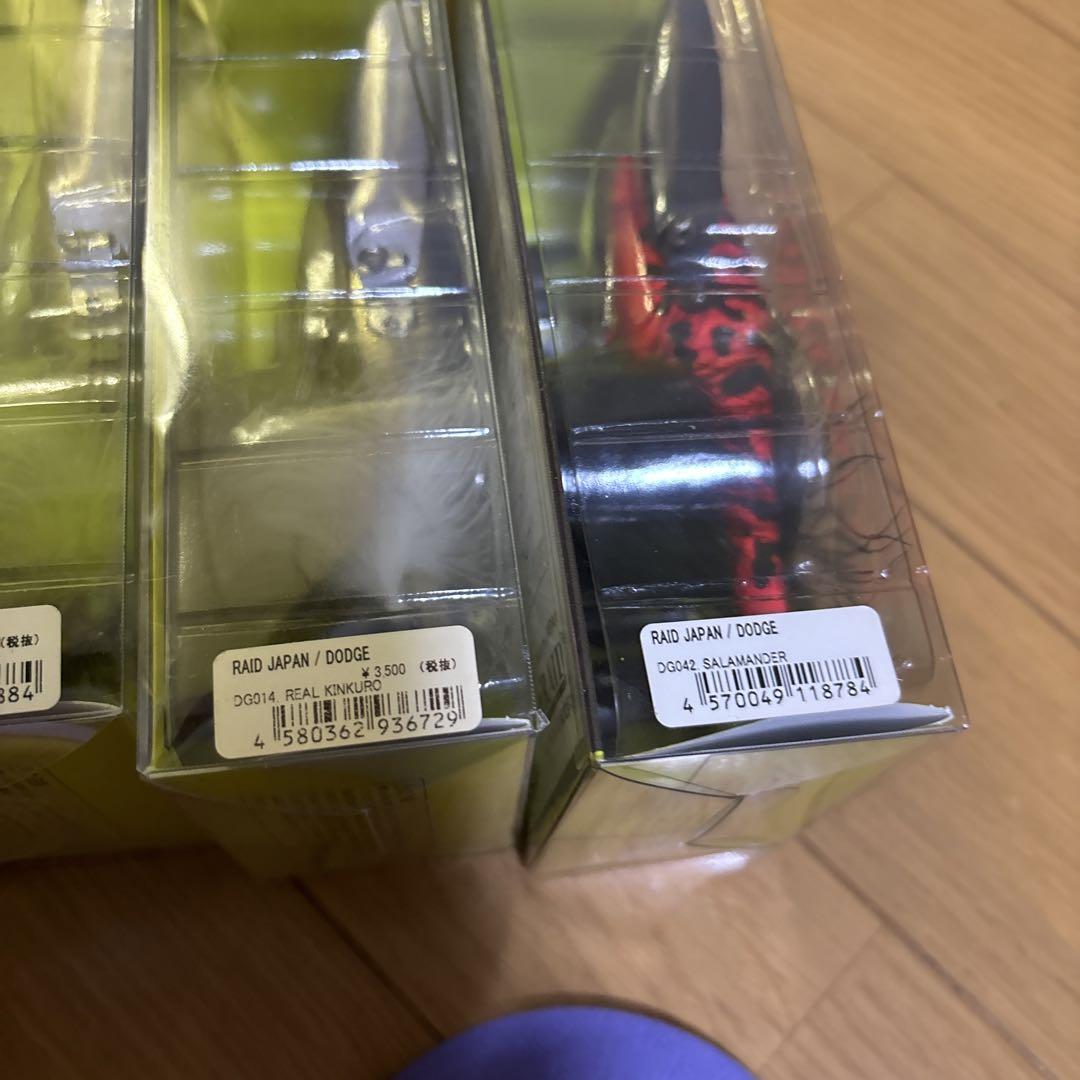 (税抜)
384
RAID JAPAN / DODGE
¥3,500 (税抜)
DG014. REAL KINKURO
4 580362 936729
RAID JAPAN / DODGE
DG042. SALAMANDER
4 570049 118784